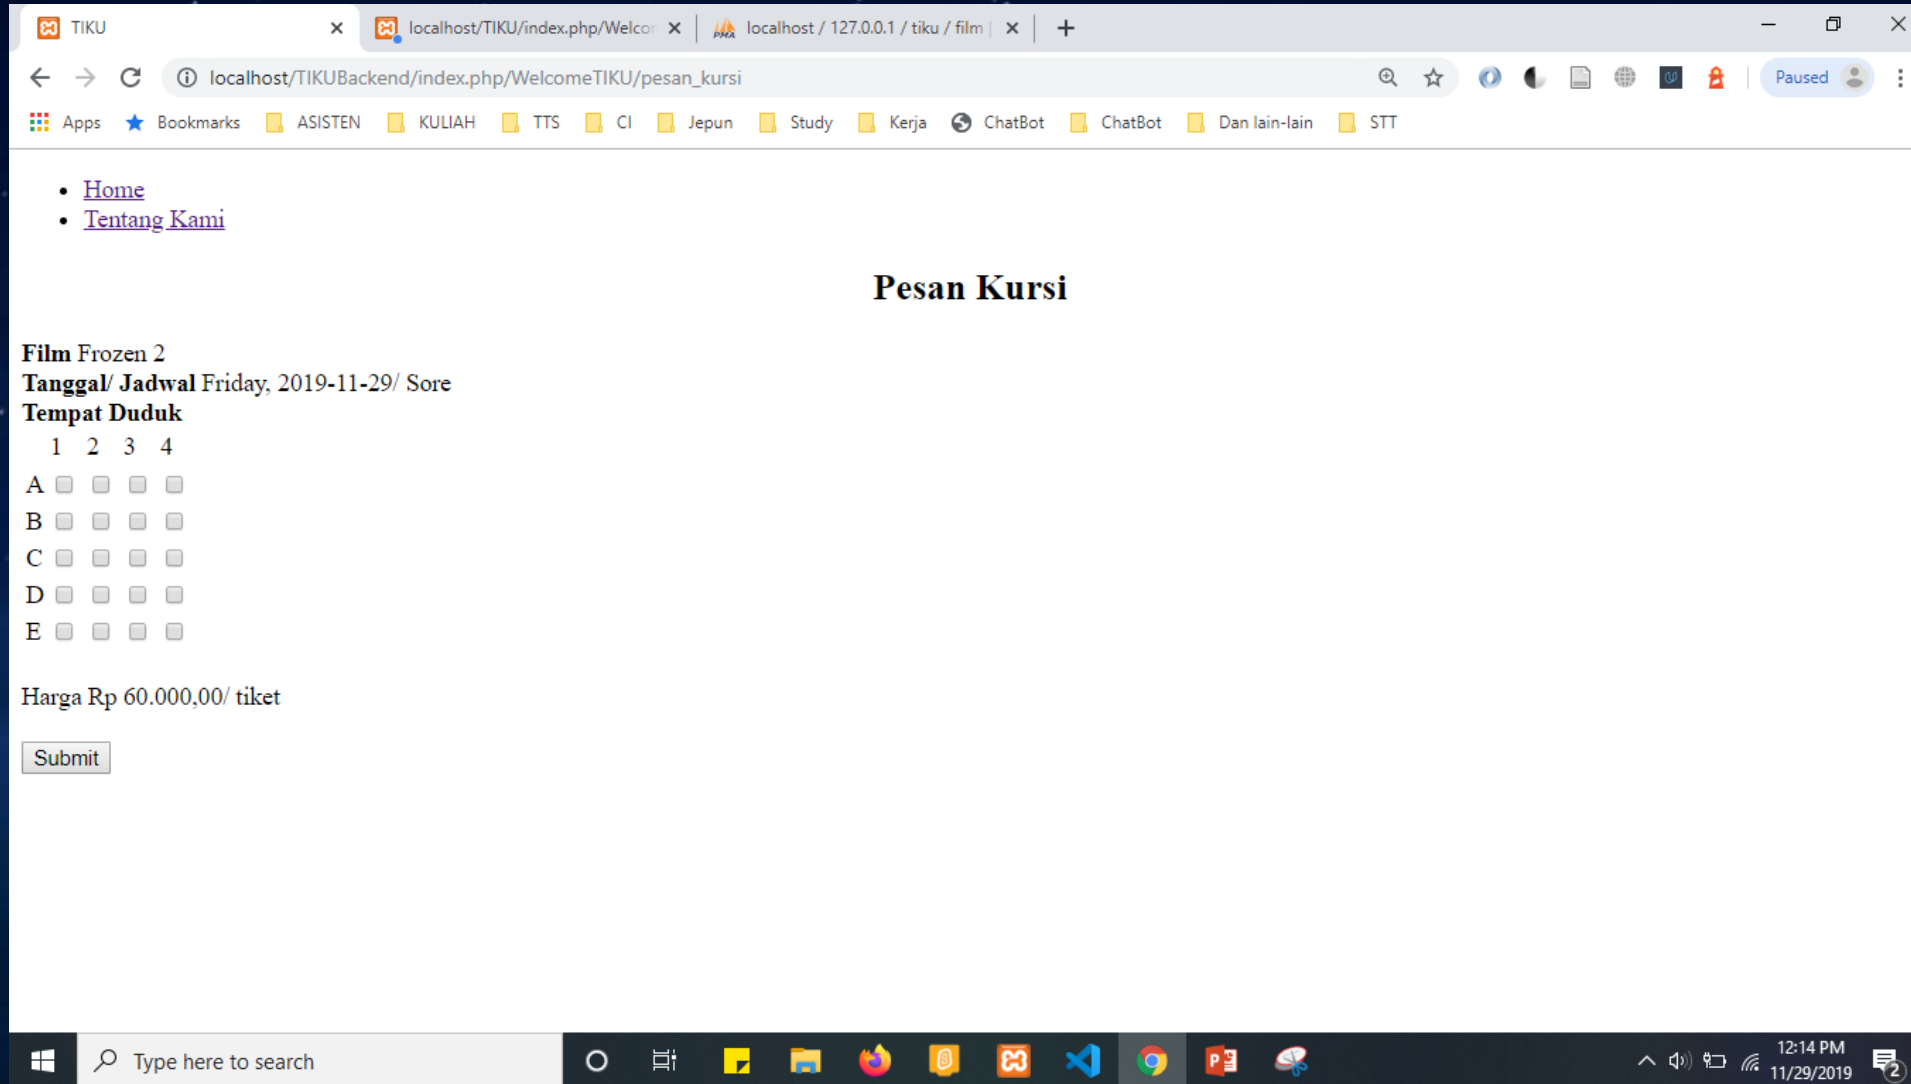 TIKU
localhost/TIKU/index.php/Welcor
localhost / 127.0.0.1 / tiku / film
localhost/TIKUBackend/index.php/WelcomeTIKU/pesan_kursi
Paused
Apps Bookmarks ASISTEN KULIAH TTS CI Jepun Study Kerja ChatBot ChatBot Dan lain-lain STT
Home
Tentang Kami
Pesan Kursi
Film Frozen 2
Tanggal/ Jadwal Friday, 2019-11-29/ Sore
Tempat Duduk
1 2 3 4
A
B
C
D
E
Harga Rp 60.000,00/ tiket
Submit
Type here to search
12:14 PM
11/29/2019
2